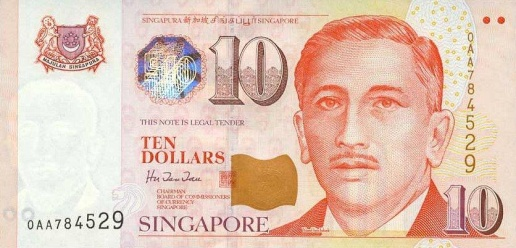 SINGAPURA 新加坡 சிங்கப்பூர் SINGAPORE
MAJULAH SINGAPURA
10
10
0AA784529
THIS NOTE IS LEGAL TENDER
TEN
DOLLARS
CHAIRMAN
BOARD OF COMMISSIONERS
OF CURRENCY
SINGAPORE
0AA784529
SINGAPORE
10